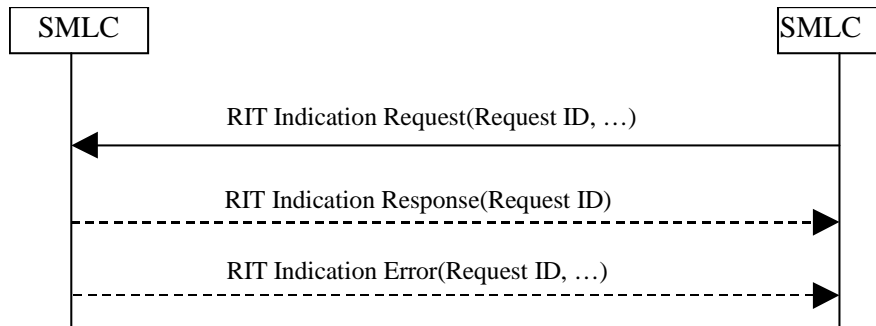 SMLC
SMLC
RIT Indication Request(Request ID, …)
RIT Indication Response(Request ID)
RIT Indication Error(Request ID, …)